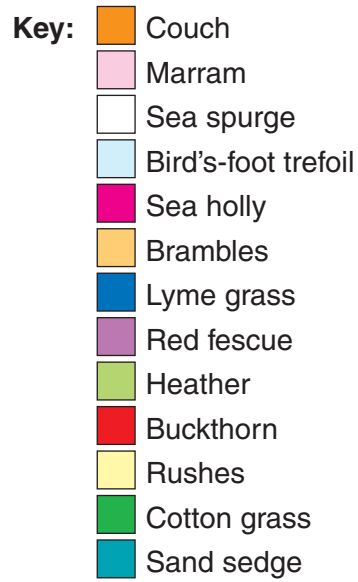 Key: Couch
Marram
Sea spurge
Bird's-foot trefoil
Sea holly
Brambles
Lyme grass
Red fescue
Heather
Buckthorn
Rushes
Cotton grass
Sand sedge